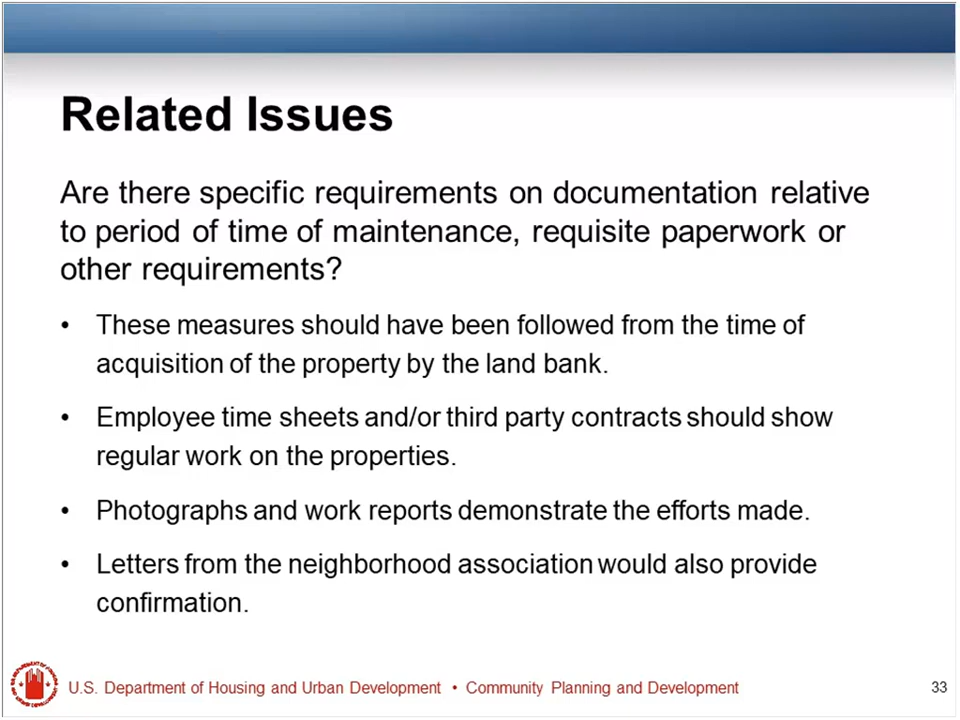 Related Issues
Are there specific requirements on documentation relative
to period of time of maintenance, requisite paperwork or
other requirements?
• These measures should have been followed from the time of
acquisition of the property by the land bank.
• Employee time sheets and/or third party contracts should show
regular work on the properties.
• Photographs and work reports demonstrate the efforts made.
• Letters from the neighborhood association would also provide
confirmation.
U.S. Department of Housing and Urban Development • Community Planning and Development
33